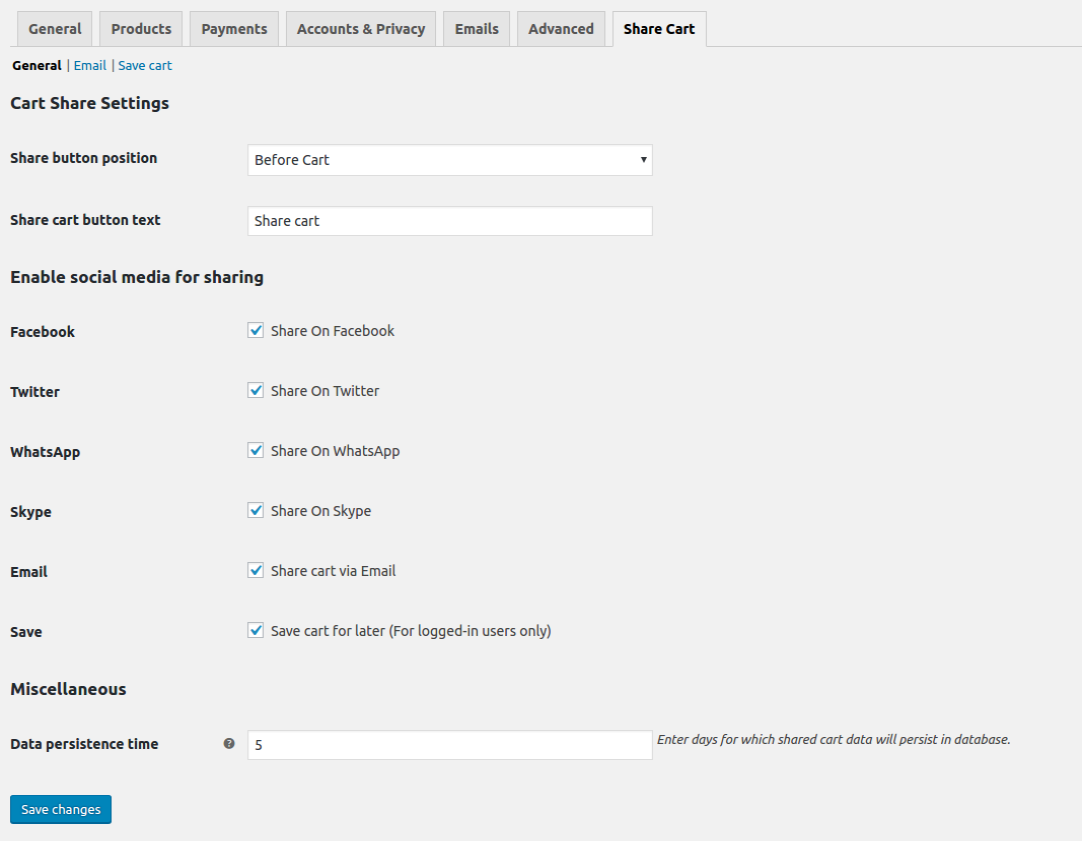 General Products Payments Accounts & Privacy Emails Advanced Share Cart
General | Email | Save cart
Cart Share Settings
Share button position Before Cart
Share cart button text Share cart
Enable social media for sharing
Facebook Share On Facebook
Twitter Share On Twitter
WhatsApp Share On WhatsApp
Skype Share On Skype
Email Share cart via Email
Save Save cart for later (For logged-in users only)
Miscellaneous
Data persistence time ? 5 Enter days for which shared cart data will persist in database.
Save changes